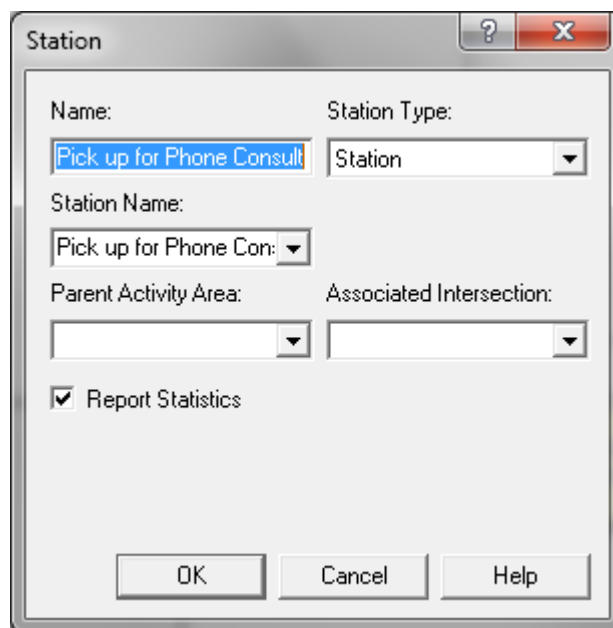 Station
Name: Station Type:
Pick up for Phone Consult Station
Station Name:
Pick up for Phone Con:
Parent Activity Area: Associated Intersection:
Report Statistics
OK Cancel Help